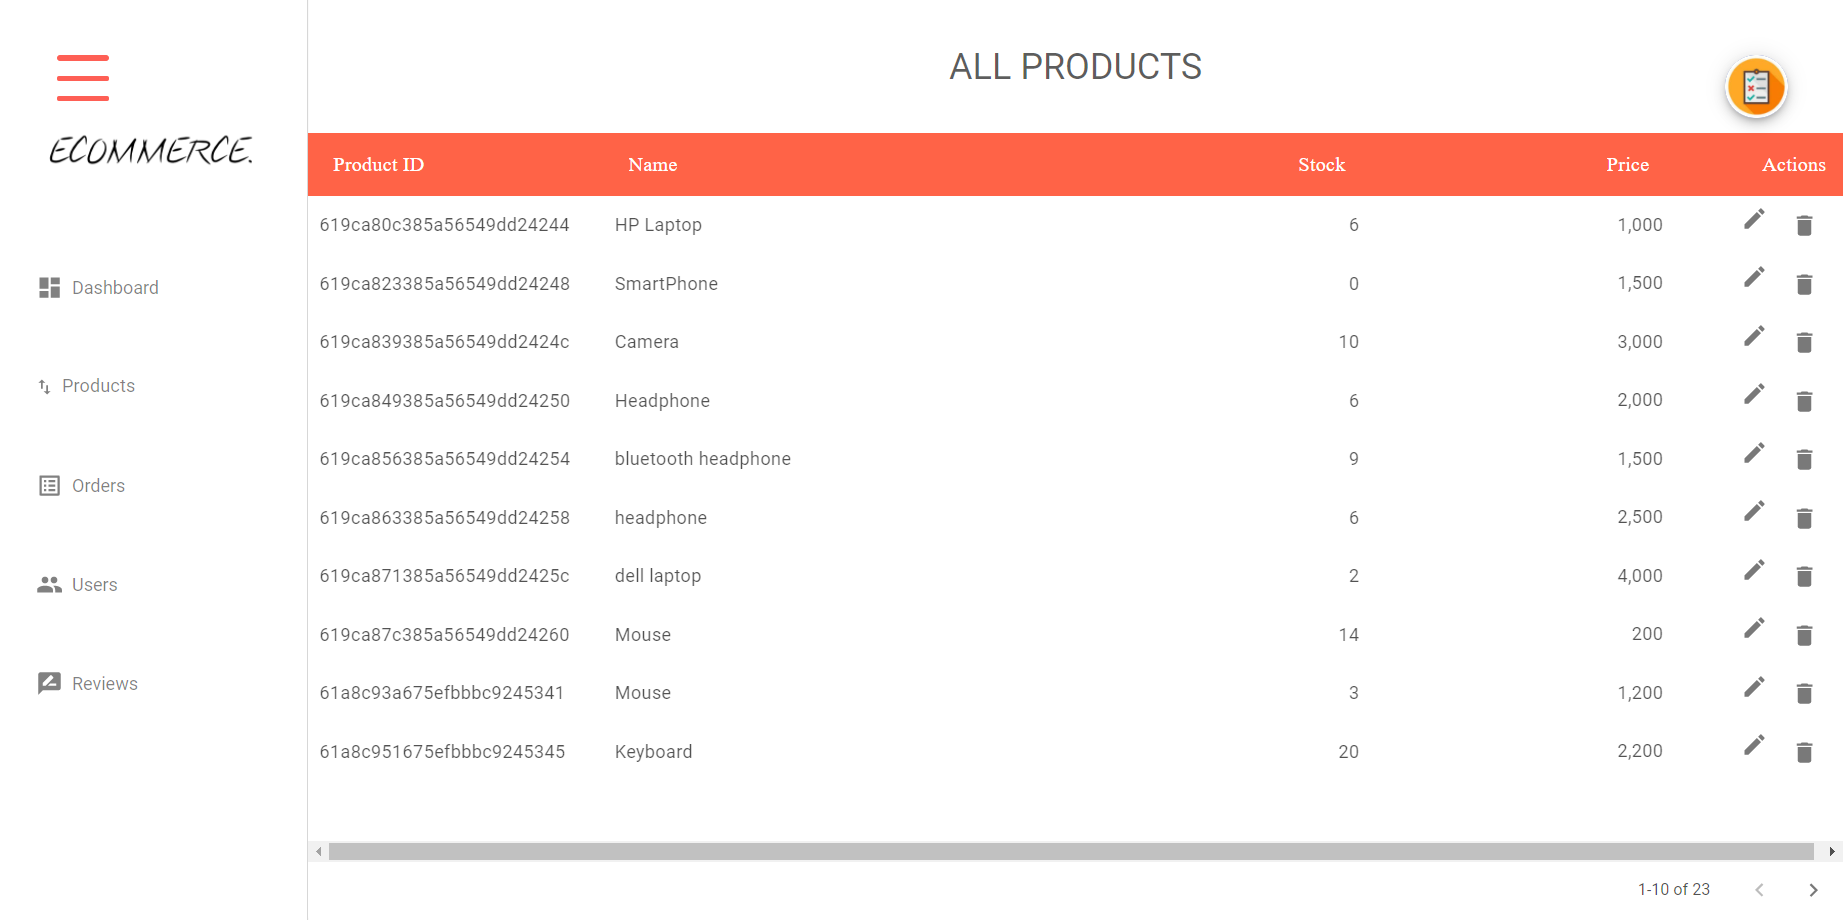 ECOMMERCE.
Dashboard
Products
Orders
Users
Reviews
ALL PRODUCTS
Product ID Name Stock Price Actions
619ca80c385a56549dd24244 HP Laptop 6 1,000
619ca823385a56549dd24248 SmartPhone 0 1,500
619ca839385a56549dd2424c Camera 10 3,000
619ca849385a56549dd24250 Headphone 6 2,000
619ca856385a56549dd24254 bluetooth headphone 9 1,500
619ca863385a56549dd24258 headphone 6 2,500
619ca871385a56549dd2425c dell laptop 2 4,000
619ca87c385a56549dd24260 Mouse 14 200
61a8c93a675efbbbc9245341 Mouse 3 1,200
61a8c951675efbbbc9245345 Keyboard 20 2,200
1-10 of 23